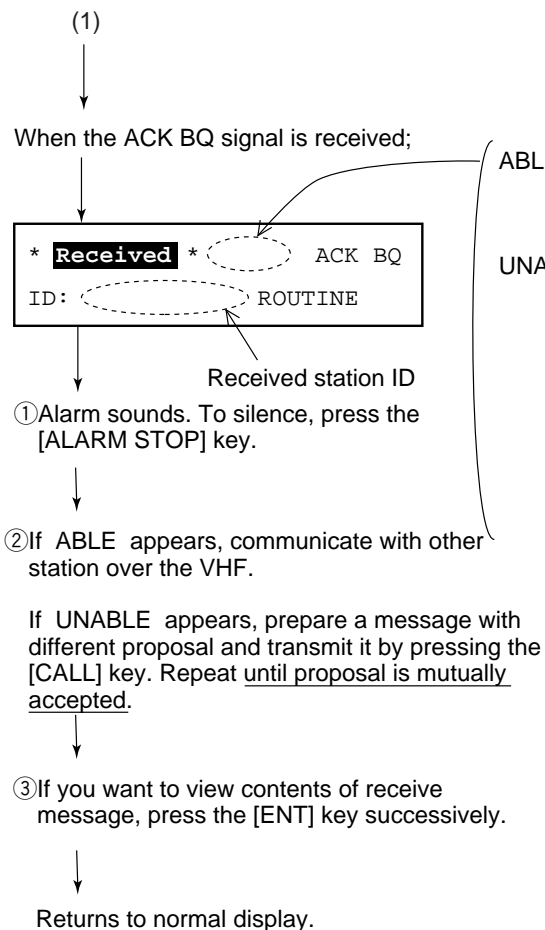 (1)
When the ACK BQ signal is received;
ABL
* Received * ACK BQ
UNA
ID: ROUTINE
Received station ID
①Alarm sounds. To silence, press the
[ALARM STOP] key.
②If ABLE appears, communicate with other
station over the VHF.
If UNABLE appears, prepare a message with
different proposal and transmit it by pressing the
[CALL] key. Repeat until proposal is mutually
accepted.
③If you want to view contents of receive
message, press the [ENT] key successively.
Returns to normal display.